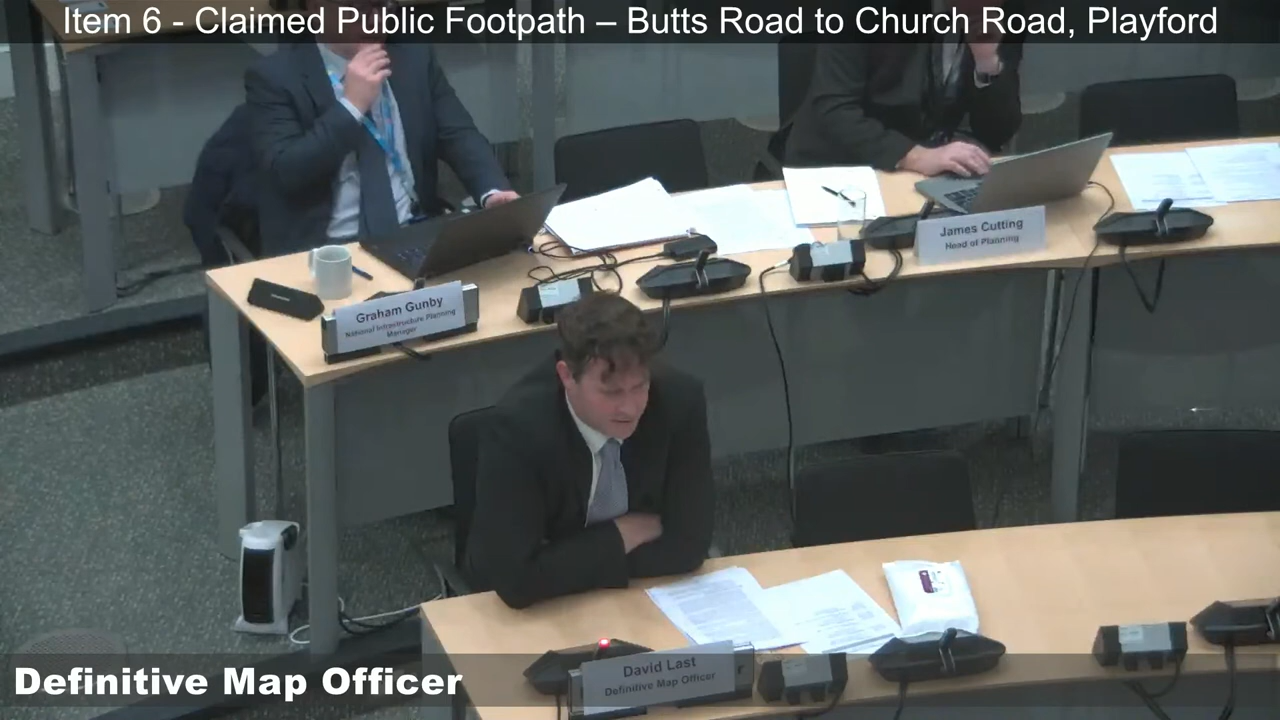 Item 6 - Claimed Public Footpath – Butts Road to Church Road, Playford
James Cutting
Head of Planning
Graham Gunby
National Infrastructure Planning
Manager
David Last
Definitive Map Officer
Definitive Map Officer